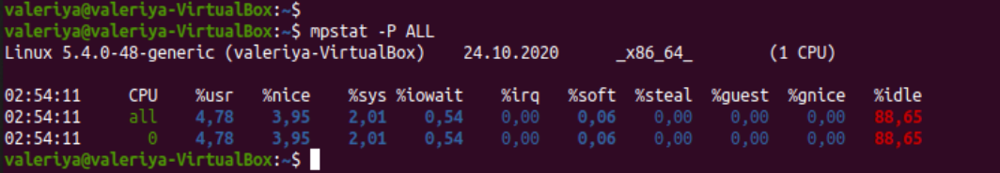 valeriya@valeriya-VirtualBox:~$
valeriya@valeriya-VirtualBox:~$ mpstat -P ALL
Linux 5.4.0-48-generic (valeriya-VirtualBox) 24.10.2020 _x86_64_ (1 CPU)
02:54:11 CPU %usr %nice %sys %iowait %irq %soft %steal %guest %gnice %idle
02:54:11 all 4,78 3,95 2,01 0,54 0,00 0,06 0,00 0,00 0,00 88,65
02:54:11 0 4,78 3,95 2,01 0,54 0,00 0,06 0,00 0,00 0,00 88,65
valeriya@valeriya-VirtualBox:~$